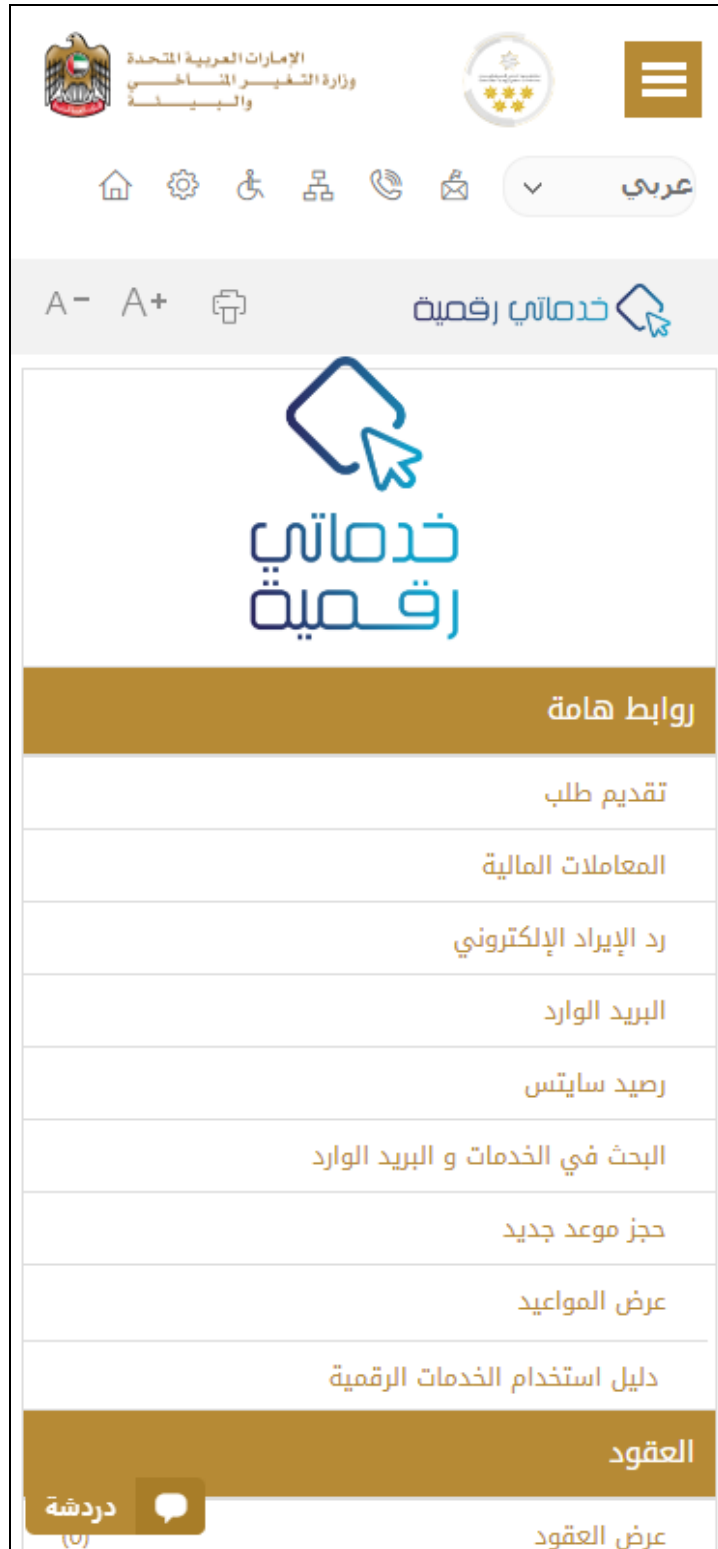 الإمارات العربية المتحدة
وزارة التغيير المناخي
والبيئة
عربي
A- A+
خدماتي رقمية
خدماتي
رقمية
روابط هامة
تقديم طلب
المعاملات المالية
رد الإيراد الإلكتروني
البريد الوارد
رصيد سايتس
البحث في الخدمات و البريد الوارد
حجز موعد جديد
عرض المواعيد
دليل استخدام الخدمات الرقمية
العقود
دردشة
عرض العقود
(0)